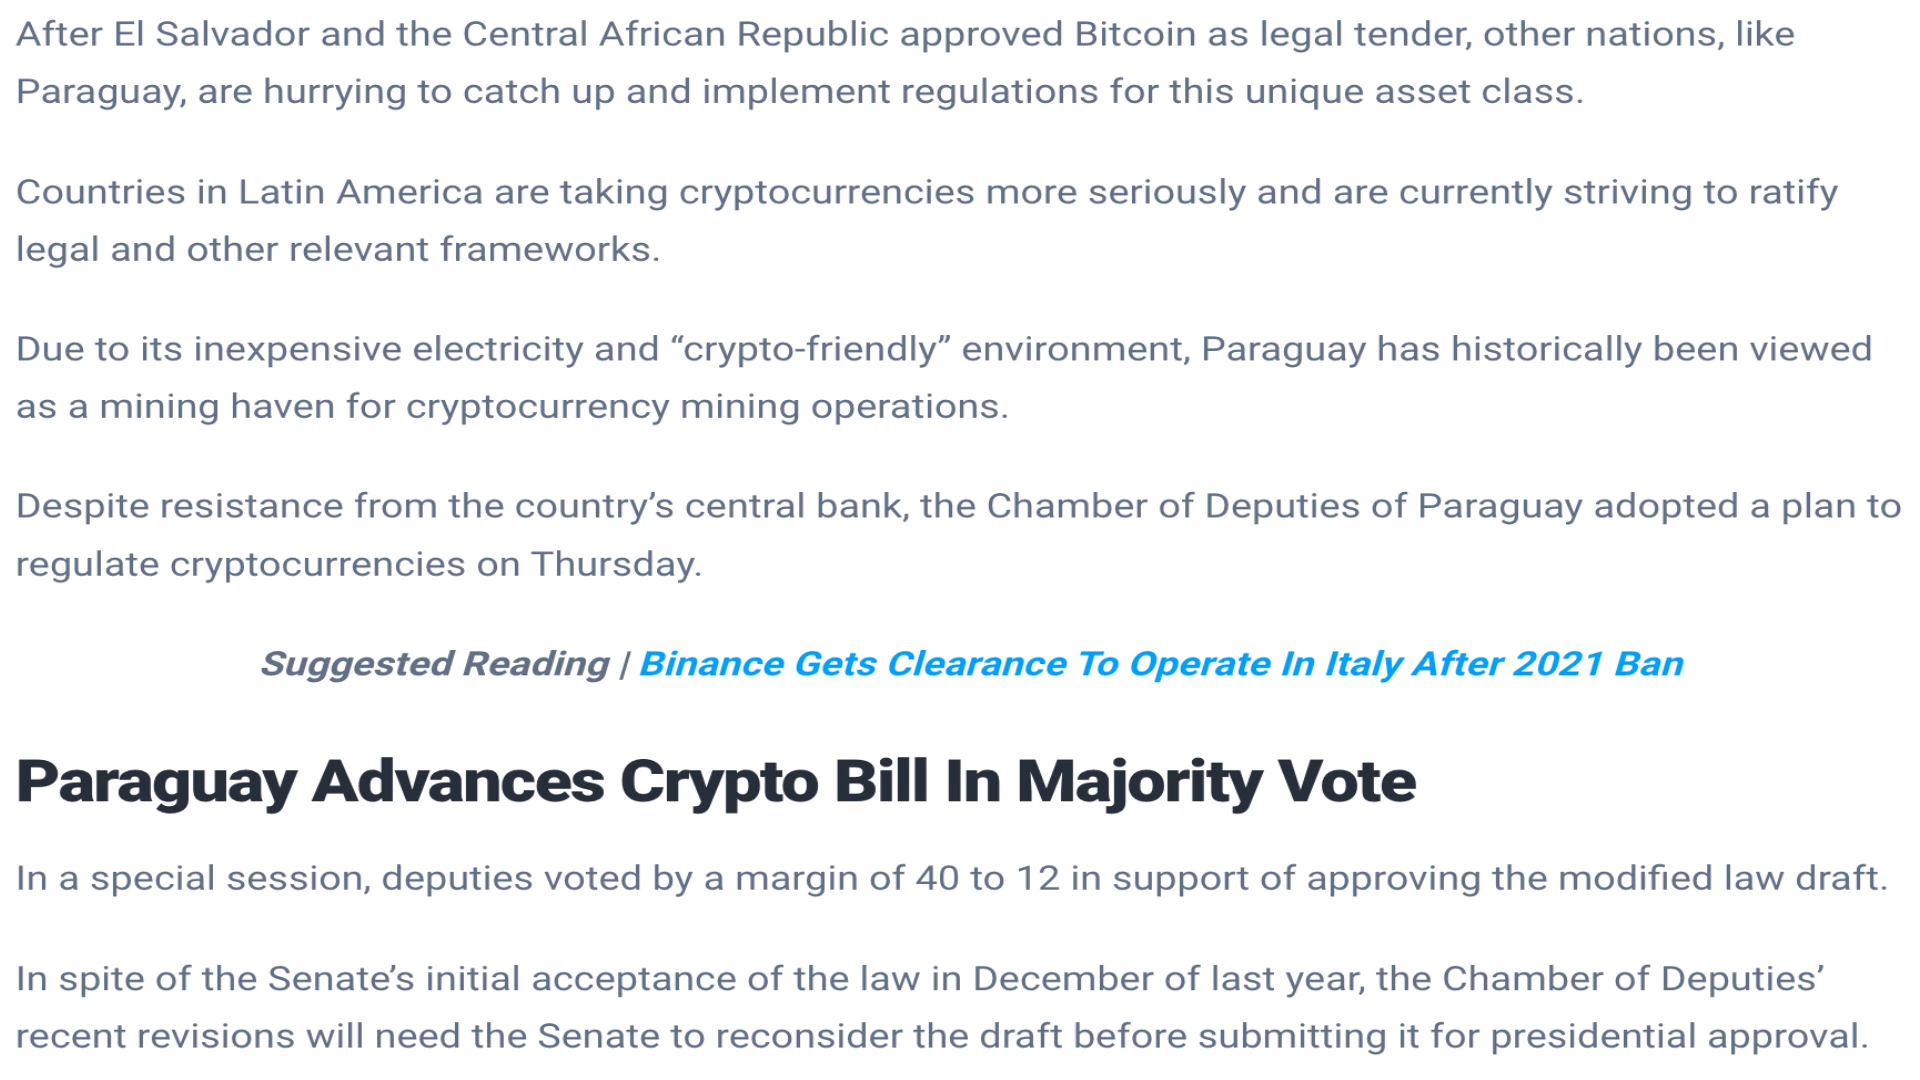 After El Salvador and the Central African Republic approved Bitcoin as legal tender, other nations, like
Paraguay, are hurrying to catch up and implement regulations for this unique asset class.
Countries in Latin America are taking cryptocurrencies more seriously and are currently striving to ratify
legal and other relevant frameworks.
Due to its inexpensive electricity and “crypto-friendly” environment, Paraguay has historically been viewed
as a mining haven for cryptocurrency mining operations.
Despite resistance from the country’s central bank, the Chamber of Deputies of Paraguay adopted a plan to
regulate cryptocurrencies on Thursday.
Suggested Reading | Binance Gets Clearance To Operate In Italy After 2021 Ban
Paraguay Advances Crypto Bill In Majority Vote
In a special session, deputies voted by a margin of 40 to 12 in support of approving the modified law draft.
In spite of the Senate’s initial acceptance of the law in December of last year, the Chamber of Deputies’
recent revisions will need the Senate to reconsider the draft before submitting it for presidential approval.